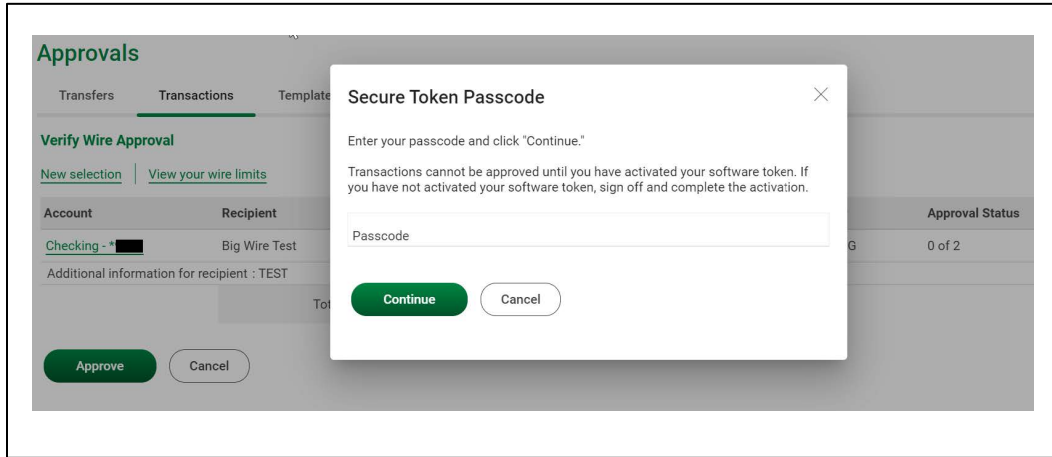 Approvals
Transfers Transactions Template
Verify Wire Approval
New selection View your wire limits
Account Recipient Approval Status
Checking - * Big Wire Test G 0 of 2
Additional information for recipient : TEST
Tot
Approve Cancel
Secure Token Passcode
Enter your passcode and click "Continue."
Transactions cannot be approved until you have activated your software token. If
you have not activated your software token, sign off and complete the activation.
Passcode
Continue Cancel